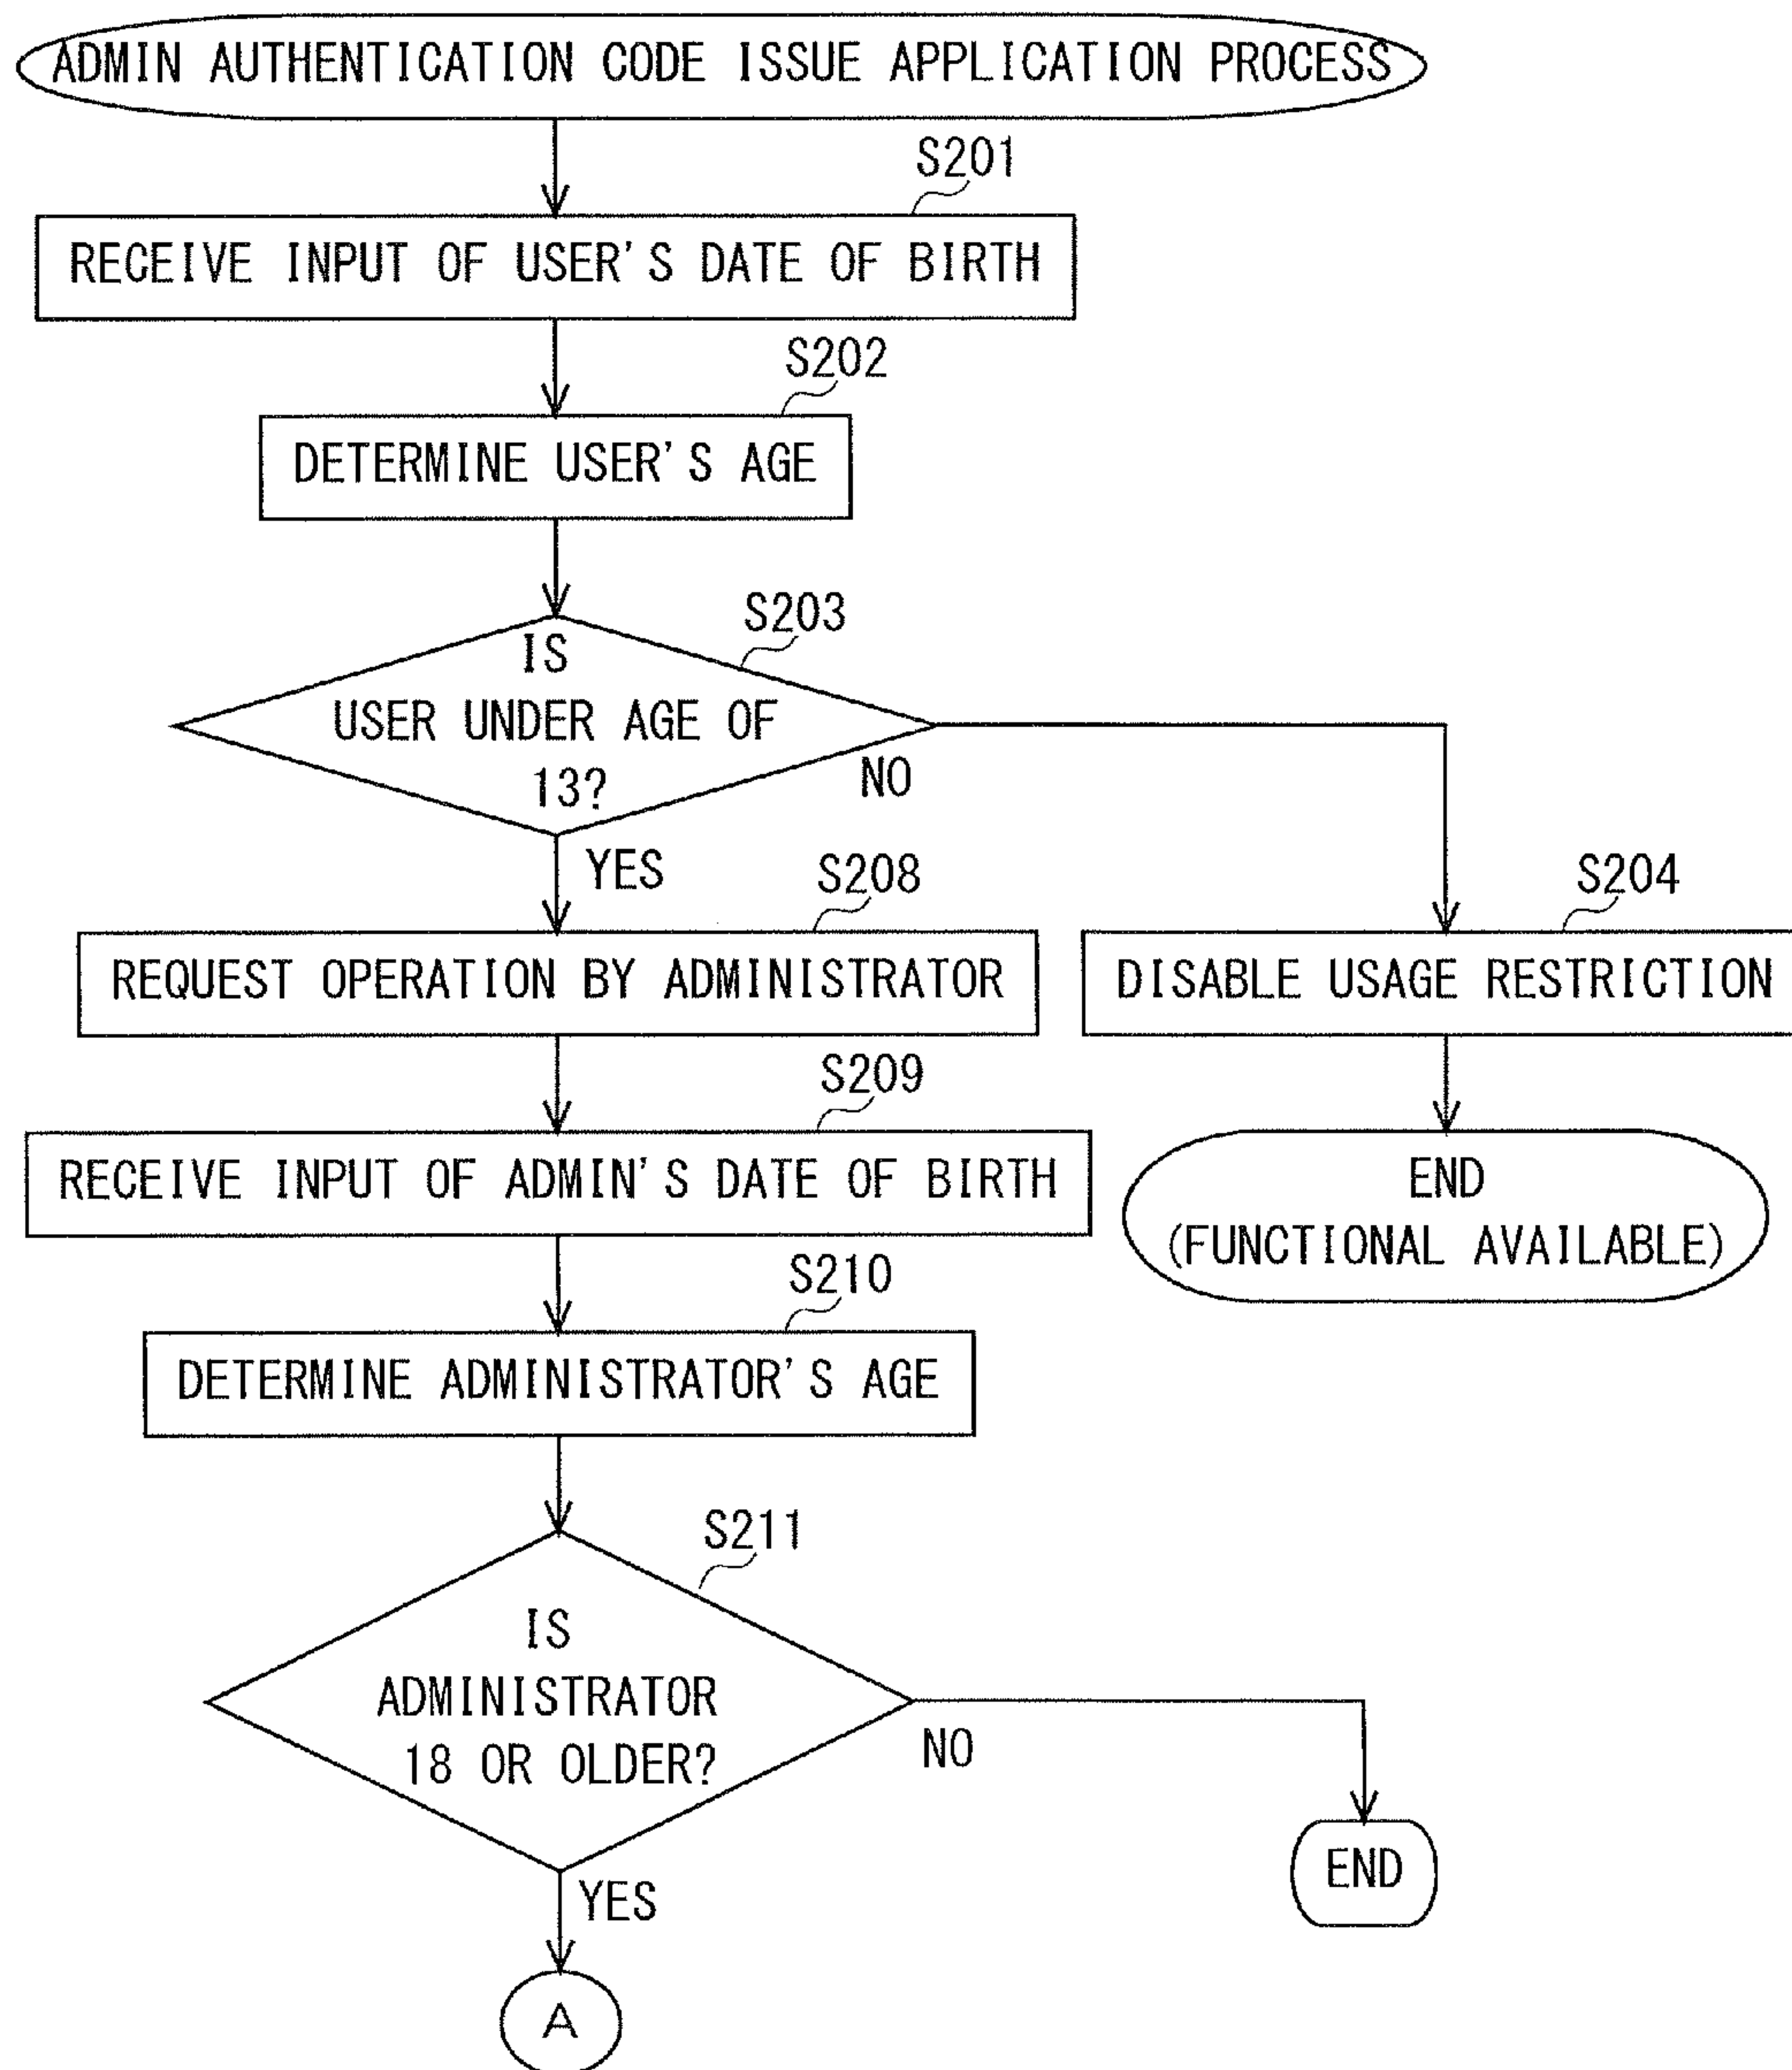 ADMIN AUTHENTICATION CODE ISSUE APPLICATION PROCESS
S201
RECEIVE INPUT OF USER'S DATE OF BIRTH
S202
DETERMINE USER'S AGE
S203
IS
USER UNDER AGE OF
13?
NO
YES
S208
S204
REQUEST OPERATION BY ADMINISTRATOR
DISABLE USAGE RESTRICTION
S209
RECEIVE INPUT OF ADMIN'S DATE OF BIRTH
END
(FUNCTIONAL AVAILABLE)
S210
DETERMINE ADMINISTRATOR'S AGE
S211
IS
ADMINISTRATOR
18 OR OLDER?
NO
END
YES
A